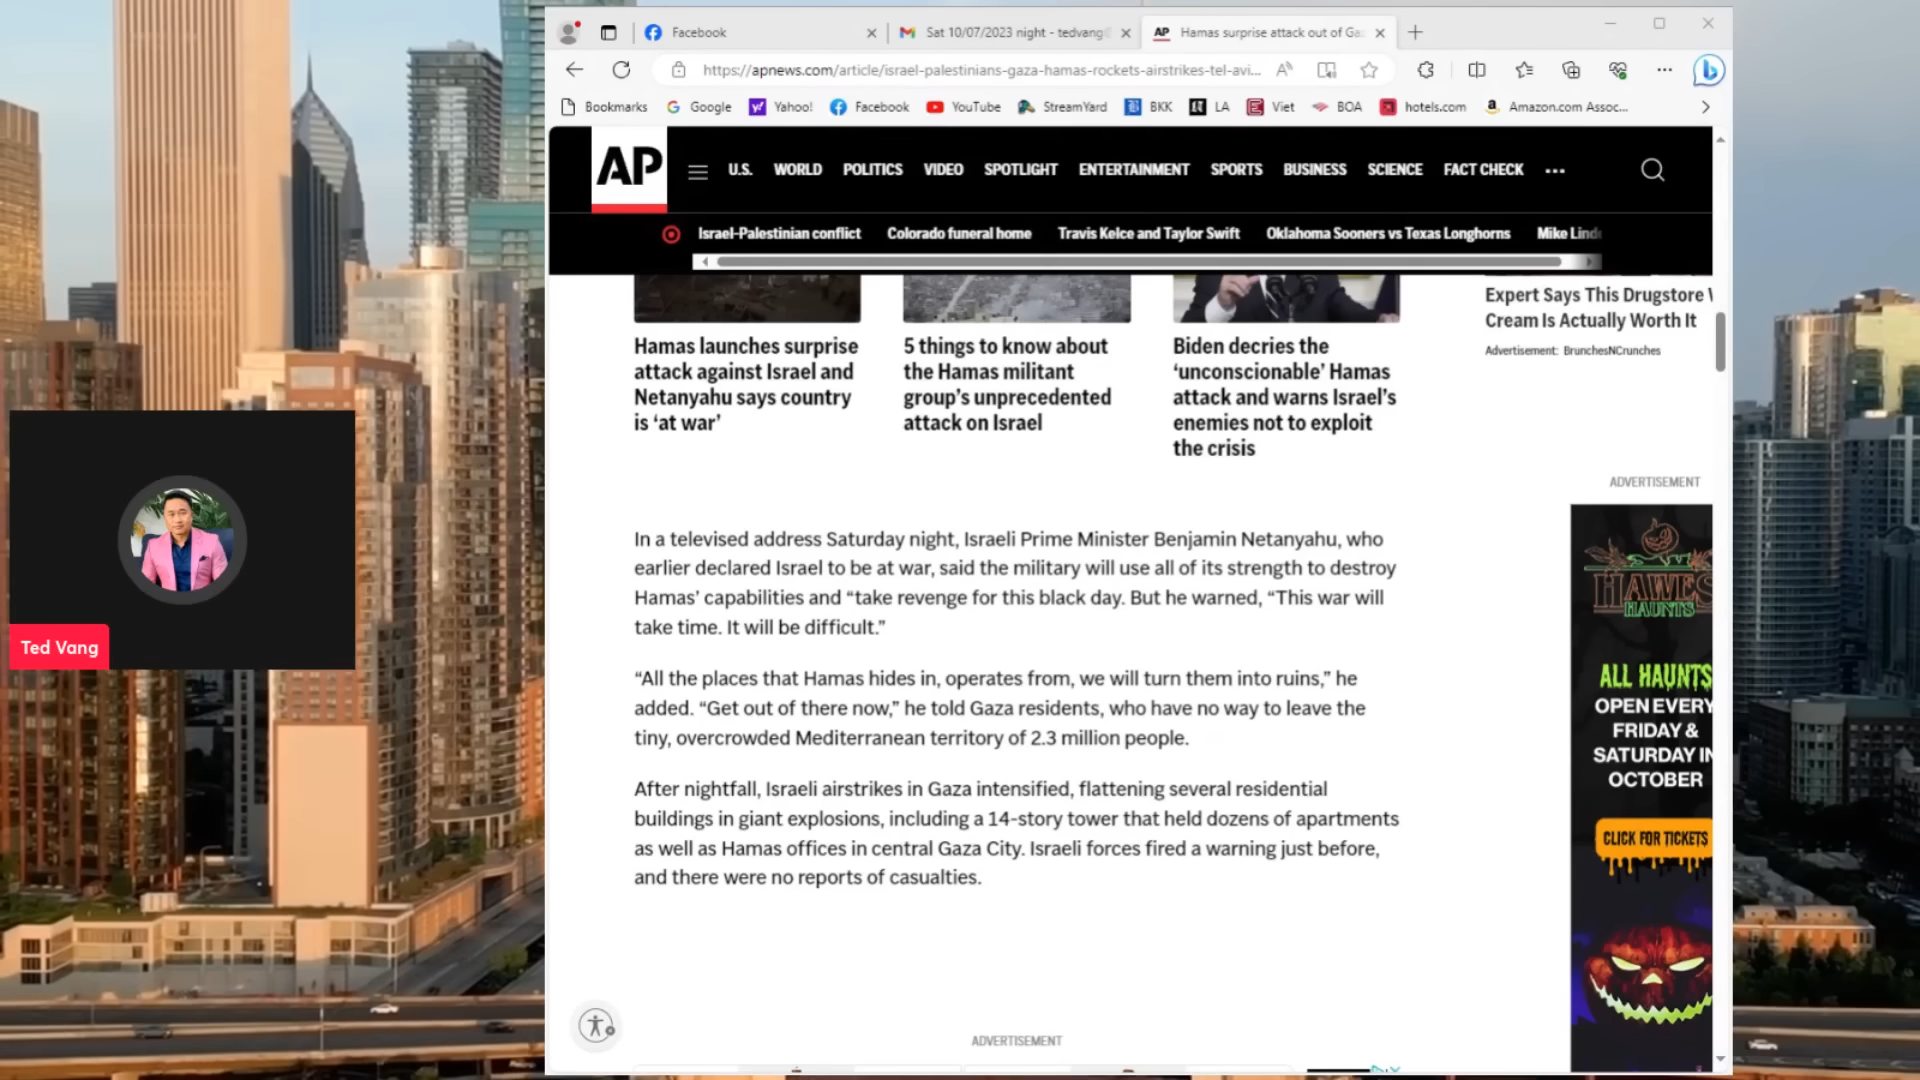 Facebook
Sat 10/07/2023 night - tedvang
Hamas surprise attack out of Ga
https://apnews.com/article/israel-palestinians-gaza-hamas-rockets-airstrikes-tel-avi...
Bookmarks Google Yahoo! Facebook YouTube StreamYard BKK LA Viet BOA hotels.com Amazon.com Assoc...
AP
U.S. WORLD POLITICS VIDEO SPOTLIGHT ENTERTAINMENT SPORTS BUSINESS SCIENCE FACT CHECK
Israel-Palestinian conflict Colorado funeral home Travis Kelce and Taylor Swift Oklahoma Sooners vs Texas Longhorns Mike Lind
Hamas launches surprise
attack against Israel and
Netanyahu says country
is ‘at war’
5 things to know about
the Hamas militant
group’s unprecedented
attack on Israel
Biden decries the
‘unconscionable’ Hamas
attack and warns Israel’s
enemies not to exploit
the crisis
Expert Says This Drugstore
Cream Is Actually Worth It
Advertisement: BrunchesNCrunches
ADVERTISEMENT
In a televised address Saturday night, Israeli Prime Minister Benjamin Netanyahu, who
earlier declared Israel to be at war, said the military will use all of its strength to destroy
Hamas’ capabilities and “take revenge for this black day. But he warned, “This war will
take time. It will be difficult.”
“All the places that Hamas hides in, operates from, we will turn them into ruins,” he
added. “Get out of there now,” he told Gaza residents, who have no way to leave the
tiny, overcrowded Mediterranean territory of 2.3 million people.
After nightfall, Israeli airstrikes in Gaza intensified, flattening several residential
buildings in giant explosions, including a 14-story tower that held dozens of apartments
as well as Hamas offices in central Gaza City. Israeli forces fired a warning just before,
and there were no reports of casualties.
ADVERTISEMENT
HAWES
HAUNTS
ALL HAUNTS
OPEN EVERY
FRIDAY &
SATURDAY IN
OCTOBER
CLICK FOR TICKETS
Ted Vang